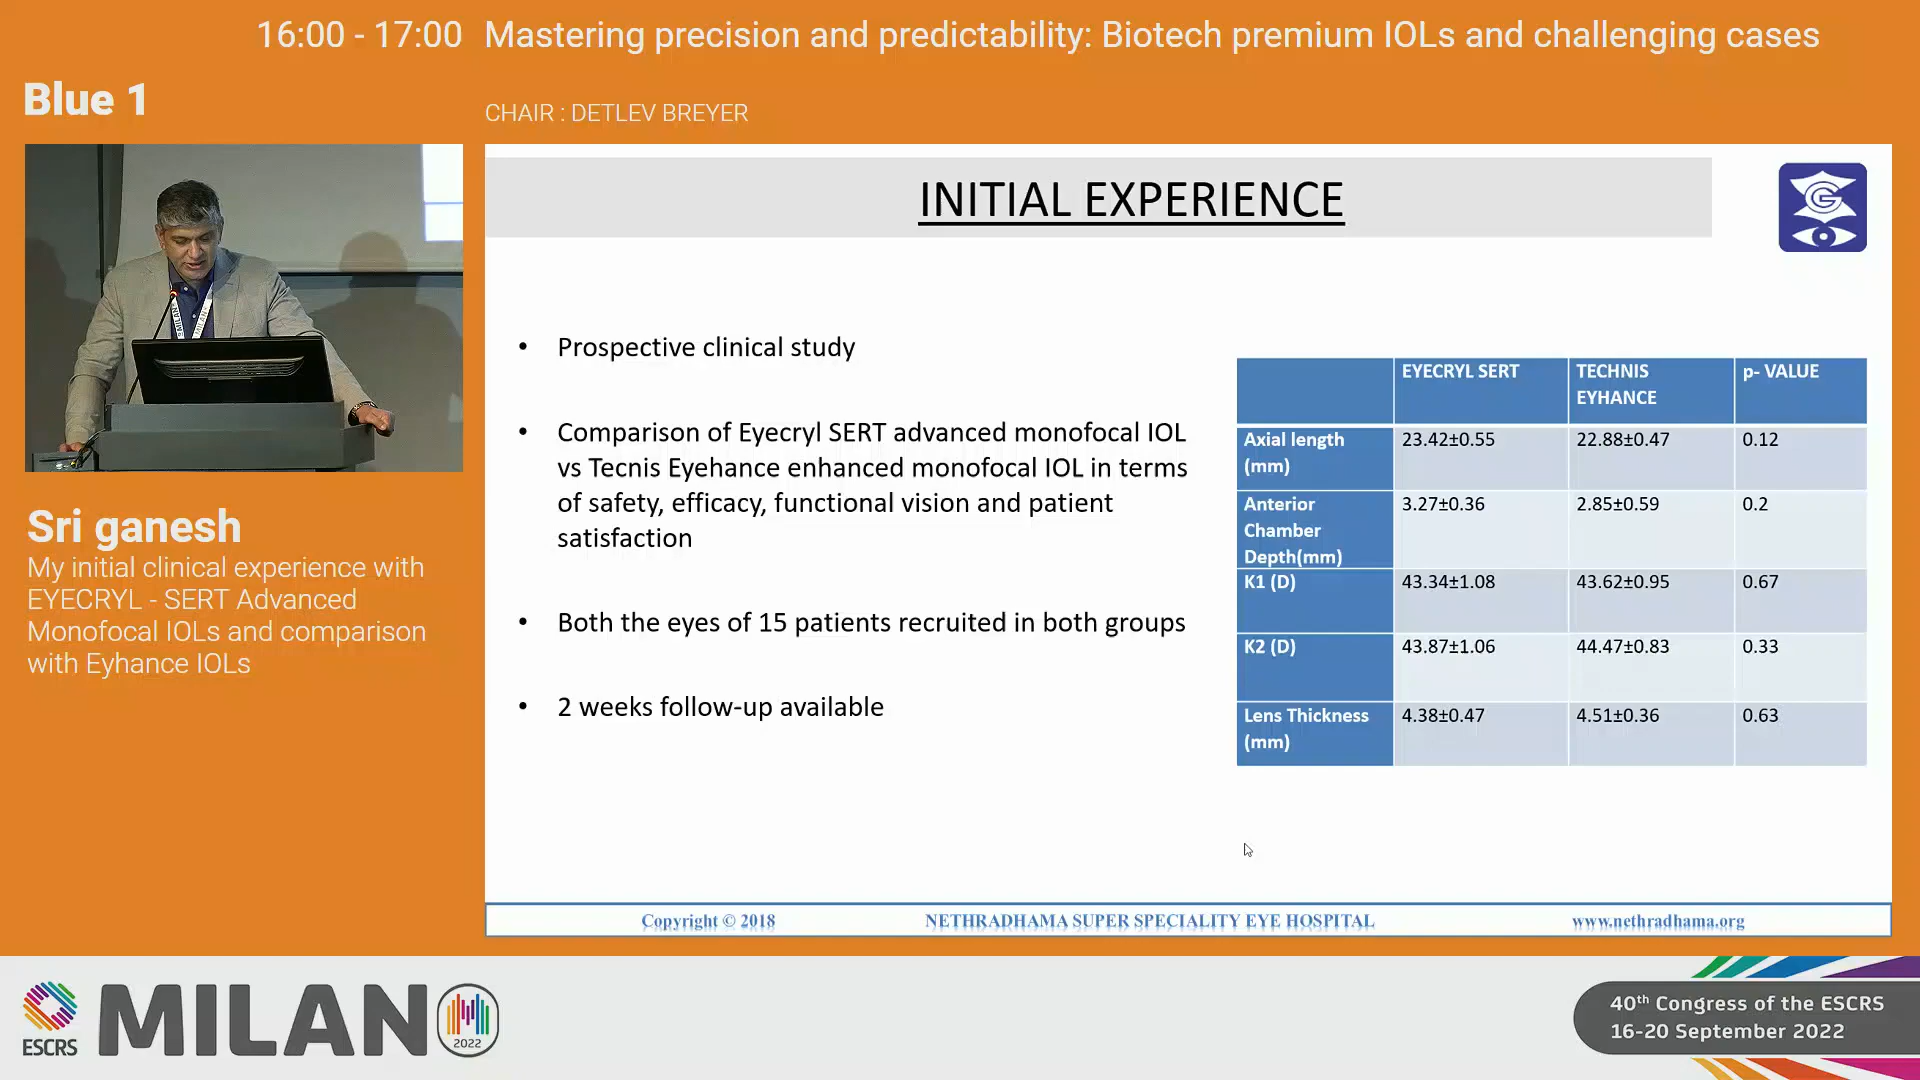 16:00 - 17:00 Mastering precision and predictability: Biotech premium IOLs and challenging cases
Blue 1
CHAIR : DETLEV BREYER
MILAN
Sri ganesh
My initial clinical experience with
EYECRYL - SERT Advanced
Monofocal IOLs and comparison
with Eyhance IOLs
INITIAL EXPERIENCE
G
• Prospective clinical study
• Comparison of Eyecryl SERT advanced monofocal IOL
vs Tecnis Eyehance enhanced monofocal IOL in terms
of safety, efficacy, functional vision and patient
satisfaction
• Both the eyes of 15 patients recruited in both groups
• 2 weeks follow-up available
EYECRYL SERT TECHNIS p- VALUE
EYHANCE
Axial length 23.42±0.55 22.88±0.47 0.12
(mm)
Anterior 3.27±0.36 2.85±0.59 0.2
Chamber
Depth(mm)
K1 (D) 43.34±1.08 43.62±0.95 0.67
K2 (D) 43.87±1.06 44.47±0.83 0.33
Lens Thickness 4.38±0.47 4.51±0.36 0.63
(mm)
Copyright © 2018 NETHRADHAMA SUPER SPECIALITY EYE HOSPITAL www.nethradhama.org
ESCRS
MILAN
2022
40th Congress of the ESCRS
16-20 September 2022